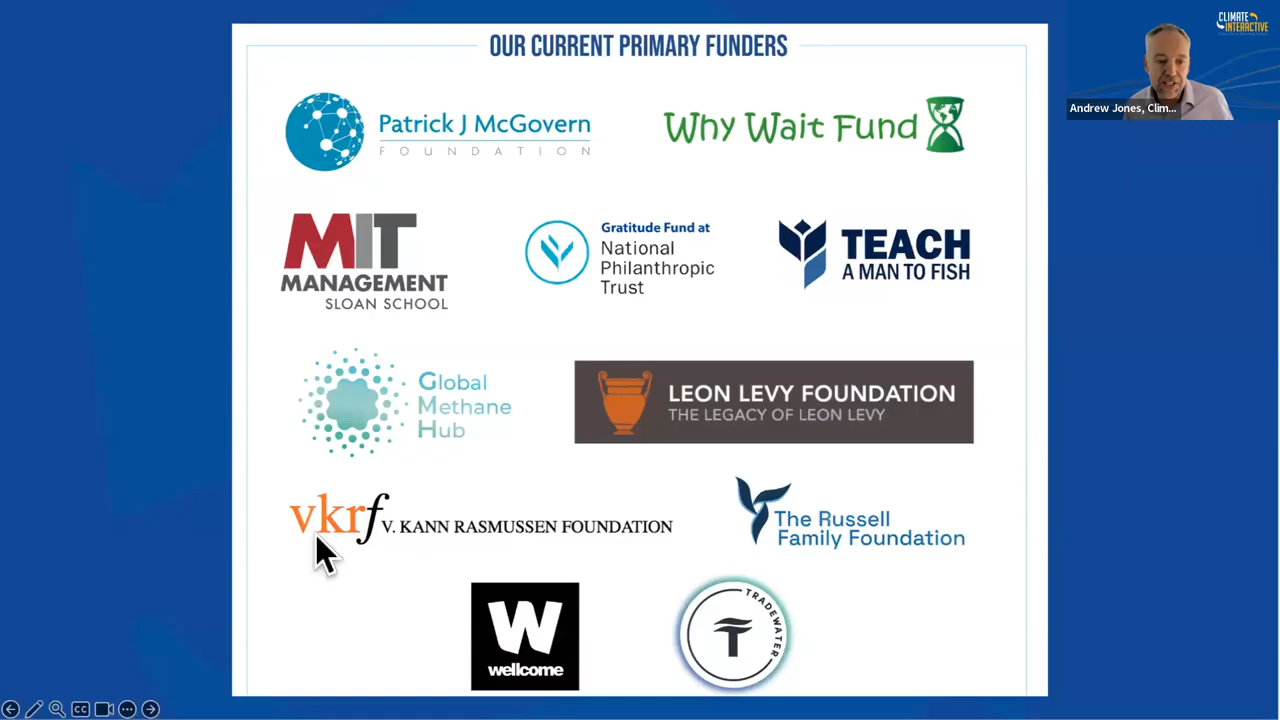 OUR CURRENT PRIMARY FUNDERS
CLIMATE
INTERACTIVE
Andrew Jones, Clim...
Patrick J McGovern
FOUNDATION
Why Wait Fund
MIT
MANAGEMENT
SLOAN SCHOOL
Gratitude Fund at
National
Philanthropic
Trust
TEACH
A MAN TO FISH
Global
Methane
Hub
LEON LEVY FOUNDATION
THE LEGACY OF LEON LEVY
vkrf V. KANN RASMUSSEN FOUNDATION
The Russell
Family Foundation
W
wellcome
TRADEWATER
T
CC